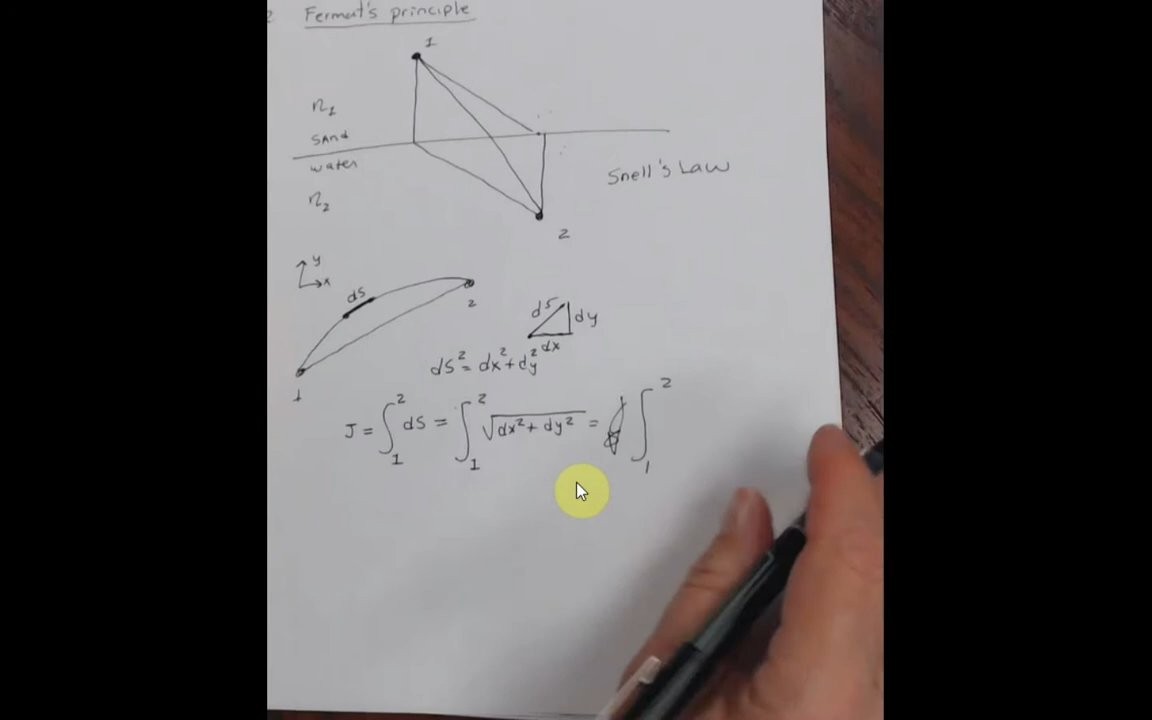 2 Fermat's principle
1
n₁
SAnd
water
n₂
Snell's Law
2
y
x
dS
2
1
dS
dy
dx
dS² = dx² + dy²
J = ∫₁² dS = ∫₁² √dx² + dy² = ∫₁²